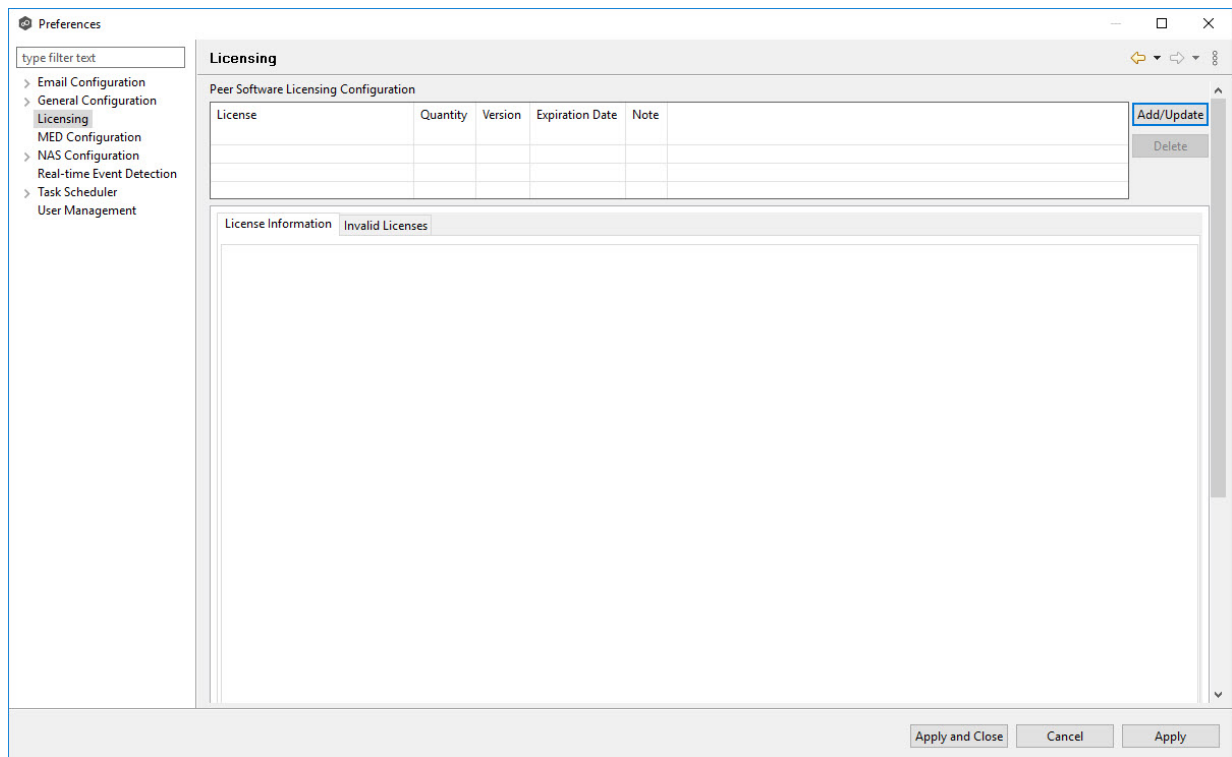 Preferences
type filter text
Email Configuration
General Configuration
Licensing
MED Configuration
NAS Configuration
Real-time Event Detection
Task Scheduler
User Management
Licensing
Peer Software Licensing Configuration
License Quantity Version Expiration Date Note
Add/Update
Delete
License Information Invalid Licenses
Apply and Close Cancel Apply